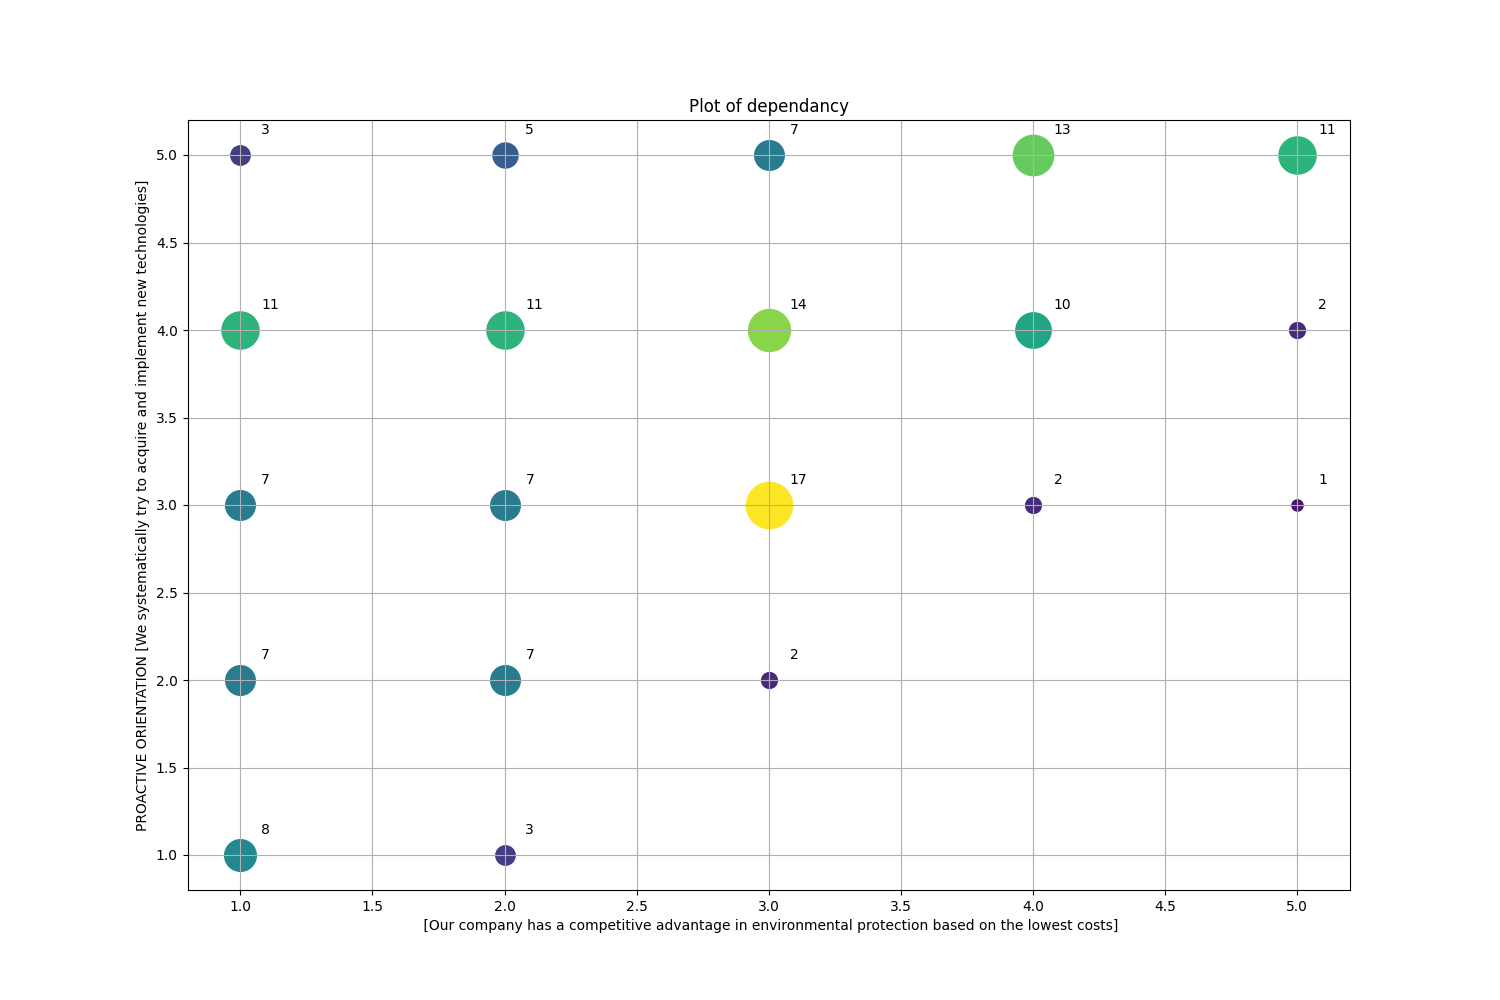 Plot of dependancy
3 5 7 13 11
5.0
4.5
11 11 14 10 2
4.0
3.5
7 7 17 2 1
3.0
2.5
7 7 2
2.0
1.5
8 3
1.0
PROACTIVE ORIENTATION [We systematically try to acquire and implement new technologies]
1.0 1.5 2.0 2.5 3.0 3.5 4.0 4.5 5.0
[Our company has a competitive advantage in environmental protection based on the lowest costs]